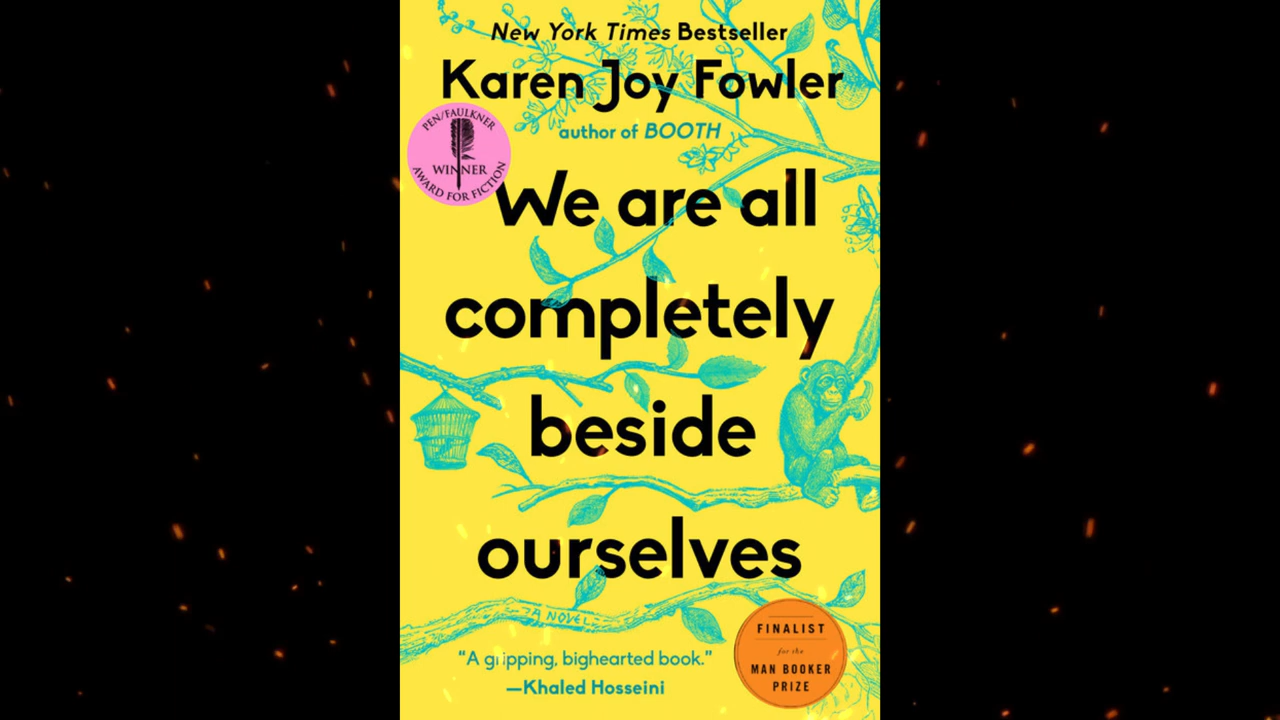 New York Times Bestseller
Karen Joy Fowler
author of BOOTH
PEN/FAULKNER
WINNER
AWARD FOR FICTION
We are all
completely
beside
ourselves
A NOVEL
"A gripping, bighearted book."
—Khaled Hosseini
FINALIST
for the
MAN BOOKER
PRIZE